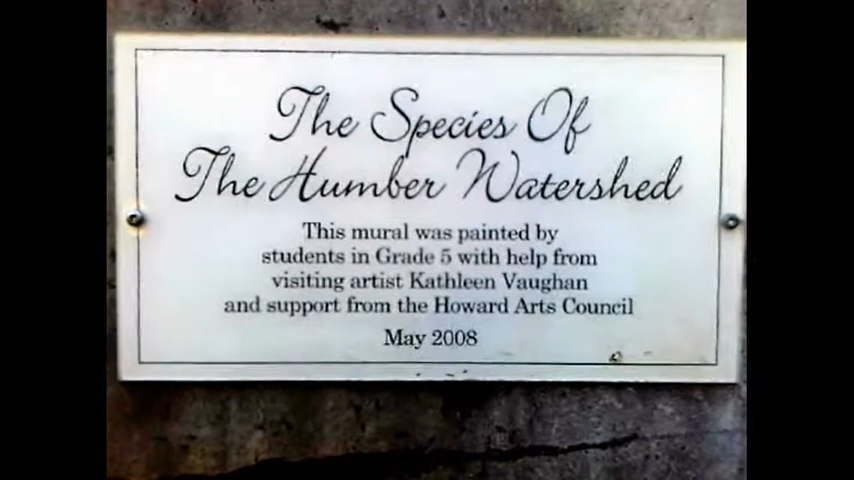 The Species Of
The Humber Watershed
This mural was painted by
students in Grade 5 with help from
visiting artist Kathleen Vaughan
and support from the Howard Arts Council
May 2008